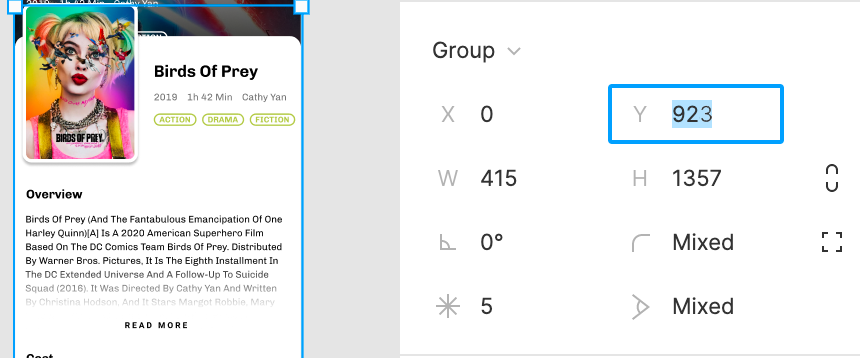 2019 1h 42 Min Cathy Yan
BIRDS OF PREY
Birds Of Prey
2019 1h 42 Min Cathy Yan
ACTION DRAMA FICTION
Overview
Birds Of Prey (And The Fantabulous Emancipation Of One
Harley Quinn)[A] Is A 2020 American Superhero Film
Based On The DC Comics Team Birds Of Prey. Distributed
By Warner Bros. Pictures, It Is The Eighth Installment In
The DC Extended Universe And A Follow-Up To Suicide
Squad (2016). It Was Directed By Cathy Yan And Written
By Christina Hodson, And It Stars Margot Robbie, Mary
READ MORE
Cast
Group
X 0 Y 923
W 415 H 1357
0° Mixed
5 Mixed